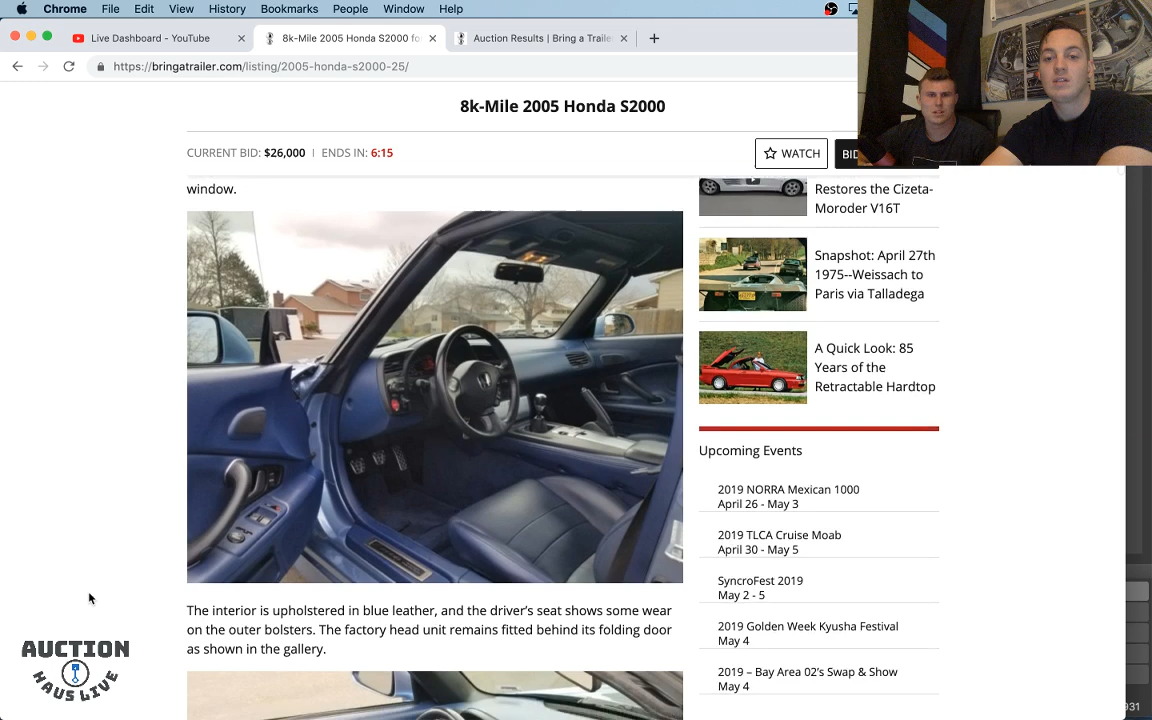 Chrome File Edit View History Bookmarks People Window Help
Live Dashboard - YouTube
8k-Mile 2005 Honda S2000 fo
Auction Results | Bring a Traile
https://bringatrailer.com/listing/2005-honda-s2000-25/
8k-Mile 2005 Honda S2000
CURRENT BID: $26,000 | ENDS IN: 6:15
WATCH
BID
window.
Restores the Cizeta-
Moroder V16T
Snapshot: April 27th
1975--Weissach to
Paris via Talladega
A Quick Look: 85
Years of the
Retractable Hardtop
Upcoming Events
2019 NORRA Mexican 1000
April 26 - May 3
2019 TLCA Cruise Moab
April 30 - May 5
SyncroFest 2019
May 2 - 5
2019 Golden Week Kyusha Festival
May 4
2019 – Bay Area 02's Swap & Show
May 4
The interior is upholstered in blue leather, and the driver's seat shows some wear
on the outer bolsters. The factory head unit remains fitted behind its folding door
as shown in the gallery.
AUCTION
HAUS LIVE
931